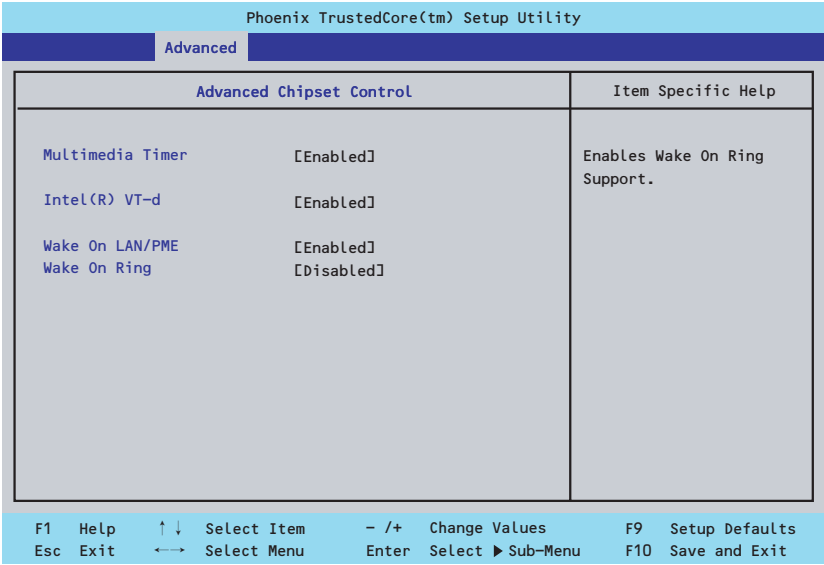 Phoenix TrustedCore(tm) Setup Utility
Advanced
Advanced Chipset Control
Item Specific Help
Multimedia Timer [Enabled]
Intel(R) VT-d [Enabled]
Wake On LAN/PME [Enabled]
Wake On Ring [Disabled]
Enables Wake On Ring
Support.
F1 Help ↑↓ Select Item - /+ Change Values F9 Setup Defaults
Esc Exit ←→ Select Menu Enter Select ▶ Sub-Menu F10 Save and Exit